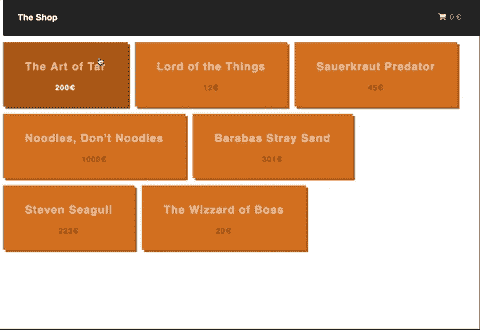 The Shop
0 €
The Art of Tar
200€
Lord of the Things
12€
Sauerkraut Predator
45€
Noodles, Don't Noodles
1000€
Barabas Stray Sand
301€
Steven Seagull
233€
The Wizzard of Boss
23€